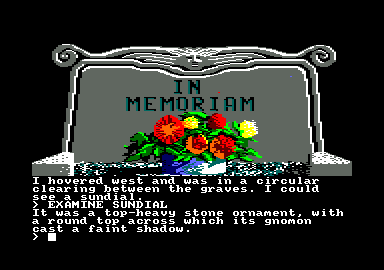 IN
MEMORIAM
I hovered west and was in a circular
clearing between the graves. I could
see a sundial.
> EXAMINE SUNDIAL
It was a top-heavy stone ornament, with
a round top across which its gnomon
cast a faint shadow.
>